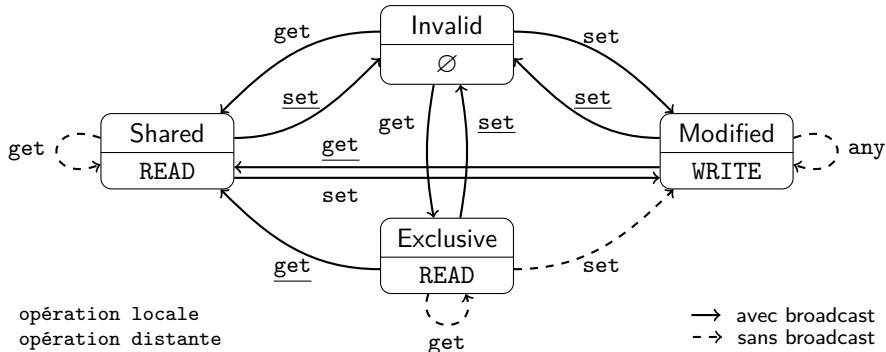 Invalid
∅
get
set
set
set
Shared
READ
get
get
set
Modified
WRITE
any
get
set
Exclusive
READ
get
set
get
opération locale
opération distante
avec broadcast
sans broadcast